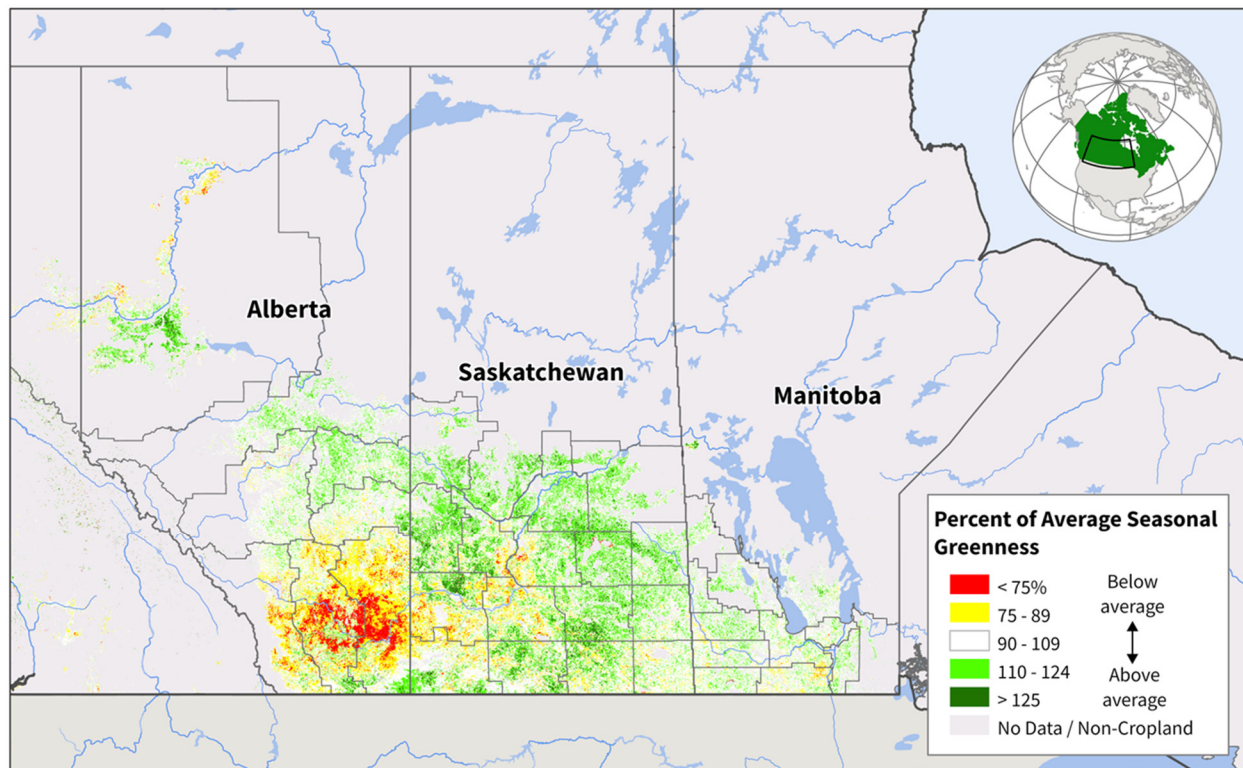 Alberta
Saskatchewan
Manitoba
Percent of Average Seasonal
Greenness
< 75%
75 - 89
90 - 109
110 - 124
> 125
No Data / Non-Cropland
Below
average
Above
average